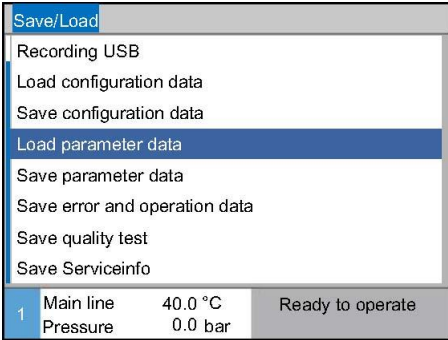 Save/Load
Recording USB
Load configuration data
Save configuration data
Load parameter data
Save parameter data
Save error and operation data
Save quality test
Save Serviceinfo
1 Main line 40.0 °C Ready to operate
Pressure 0.0 bar